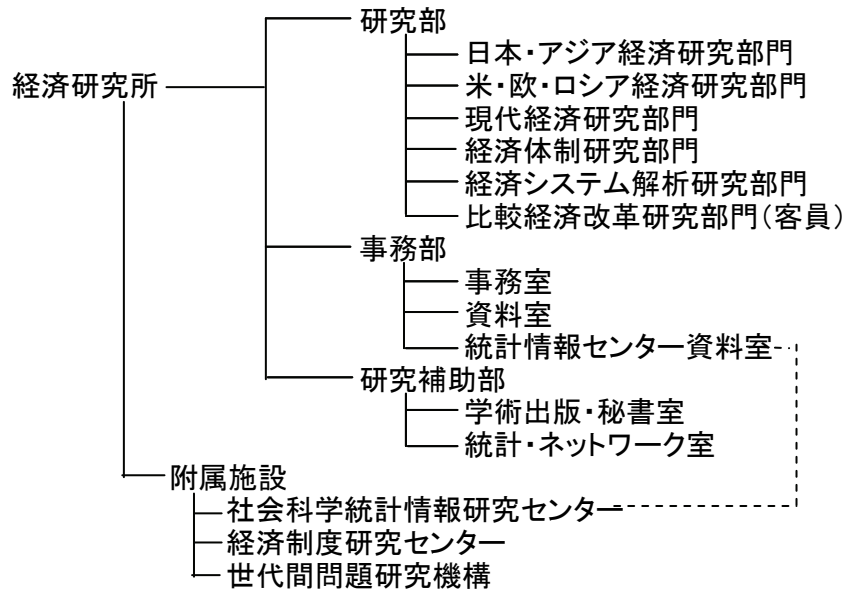 研究部
日本・アジア経済研究部門
経済研究所
米・欧・ロシア経済研究部門
現代経済研究部門
経済体制研究部門
経済システム解析研究部門
比較経済改革研究部門(客員)
事務部
事務室
資料室
統計情報センター資料室
研究補助部
学術出版・秘書室
統計・ネットワーク室
附属施設
社会科学統計情報研究センター
経済制度研究センター
世代間問題研究機構